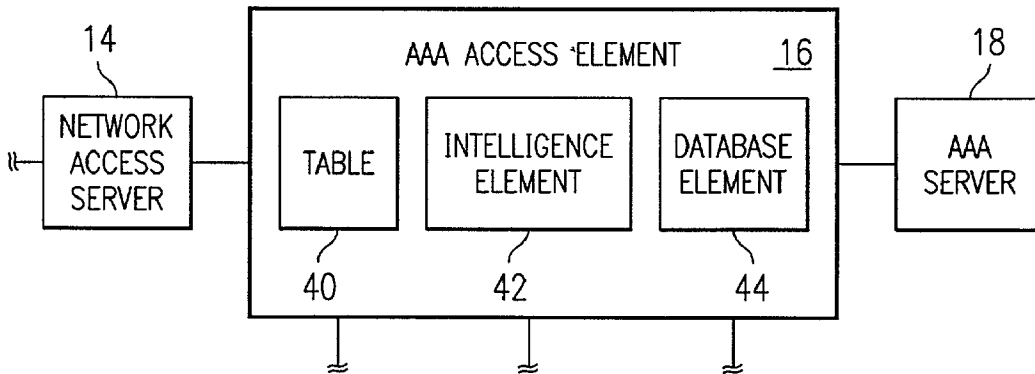 14
NETWORK
ACCESS
SERVER
AAA ACCESS ELEMENT
16
TABLE
40
INTELLIGENCE
ELEMENT
42
DATABASE
ELEMENT
44
18
AAA
SERVER